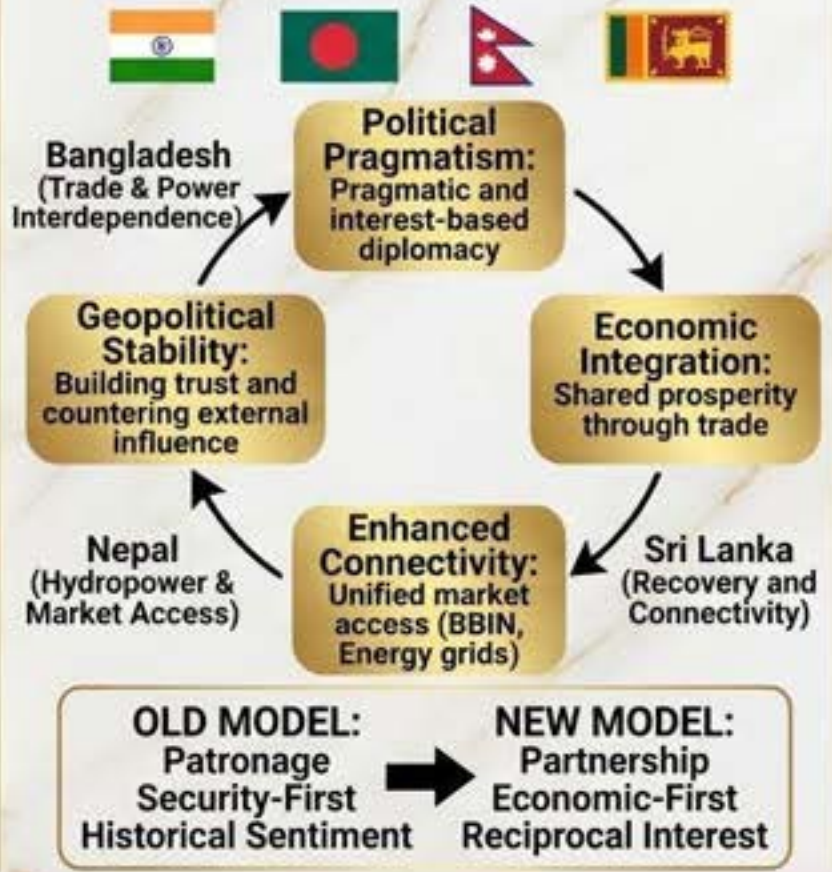 Political
Pragmatism:
Pragmatic and
interest-based
diplomacy
Bangladesh
(Trade & Power
Interdependence)
Economic
Integration:
Shared prosperity
through trade
Geopolitical
Stability:
Building trust and
countering external
influence
Enhanced
Connectivity:
Unified market
access (BBIN,
Energy grids)
Sri Lanka
(Recovery and
Connectivity)
Nepal
(Hydropower &
Market Access)
OLD MODEL:
Patronage
Security-First
Historical Sentiment
NEW MODEL:
Partnership
Economic-First
Reciprocal Interest